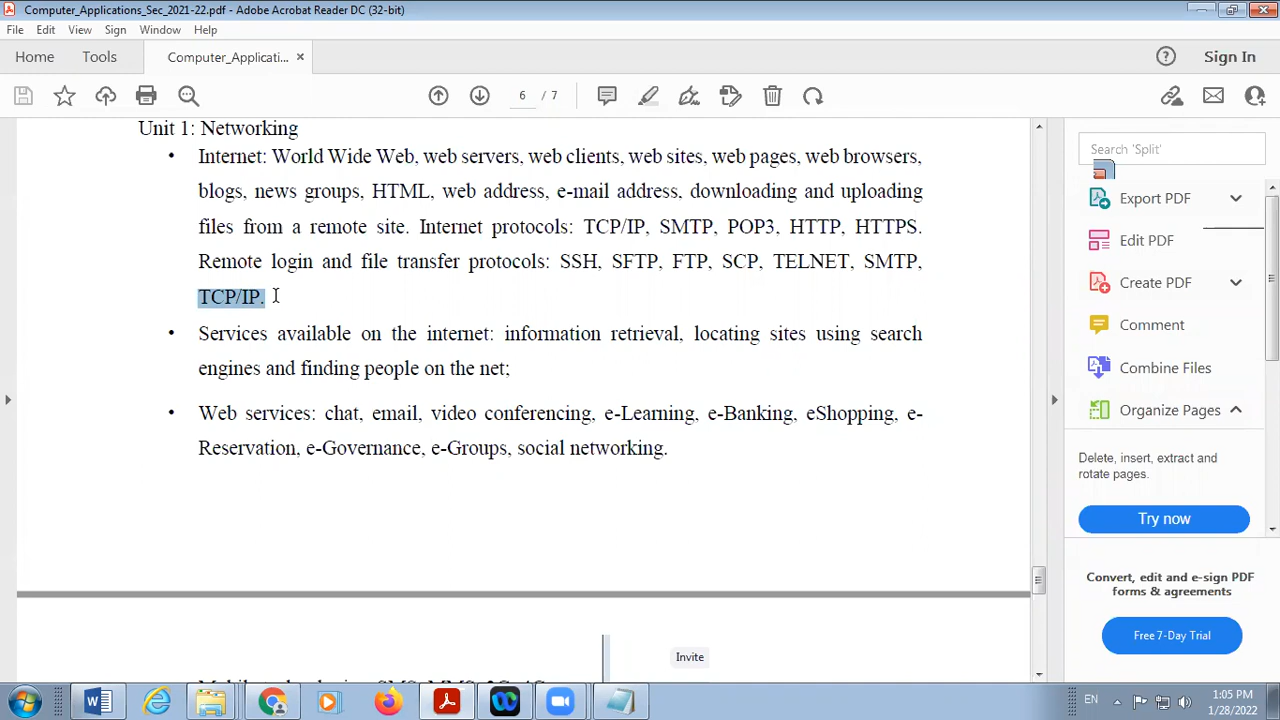 Computer_Applications_Sec_2021-22.pdf - Adobe Acrobat Reader DC (32-bit)
File Edit View Sign Window Help
Home Tools Computer_Applicati... × Sign In
6 / 7
Unit 1: Networking
• Internet: World Wide Web, web servers, web clients, web sites, web pages, web browsers,
blogs, news groups, HTML, web address, e-mail address, downloading and uploading
files from a remote site. Internet protocols: TCP/IP, SMTP, POP3, HTTP, HTTPS.
Remote login and file transfer protocols: SSH, SFTP, FTP, SCP, TELNET, SMTP,
TCP/IP.
• Services available on the internet: information retrieval, locating sites using search
engines and finding people on the net;
• Web services: chat, email, video conferencing, e-Learning, e-Banking, eShopping, e-
Reservation, e-Governance, e-Groups, social networking.
Invite
Search 'Split'
Export PDF
Edit PDF
Create PDF
Comment
Combine Files
Organize Pages
Delete, insert, extract and
rotate pages.
Try now
Convert, edit and e-sign PDF
forms & agreements
Free 7-Day Trial
EN
1:05 PM
1/28/2022